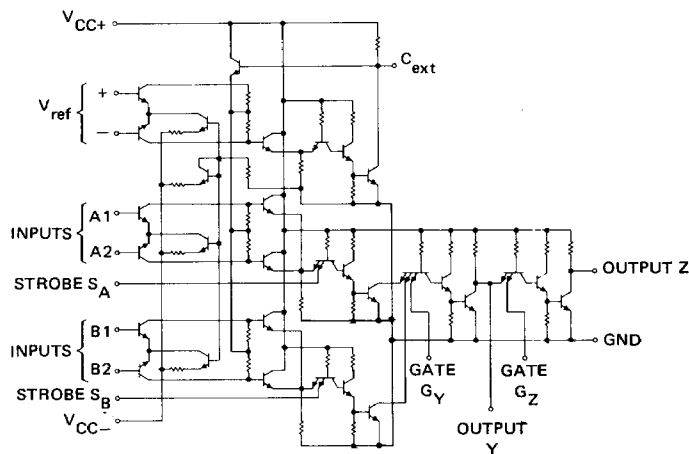 VCC+
Cext
Vref { +
−
INPUTS { A1
A2
STROBE SA
OUTPUT Z
INPUTS { B1
B2
GND
GATE GY
GATE GZ
STROBE SB
OUTPUT Y
VCC−